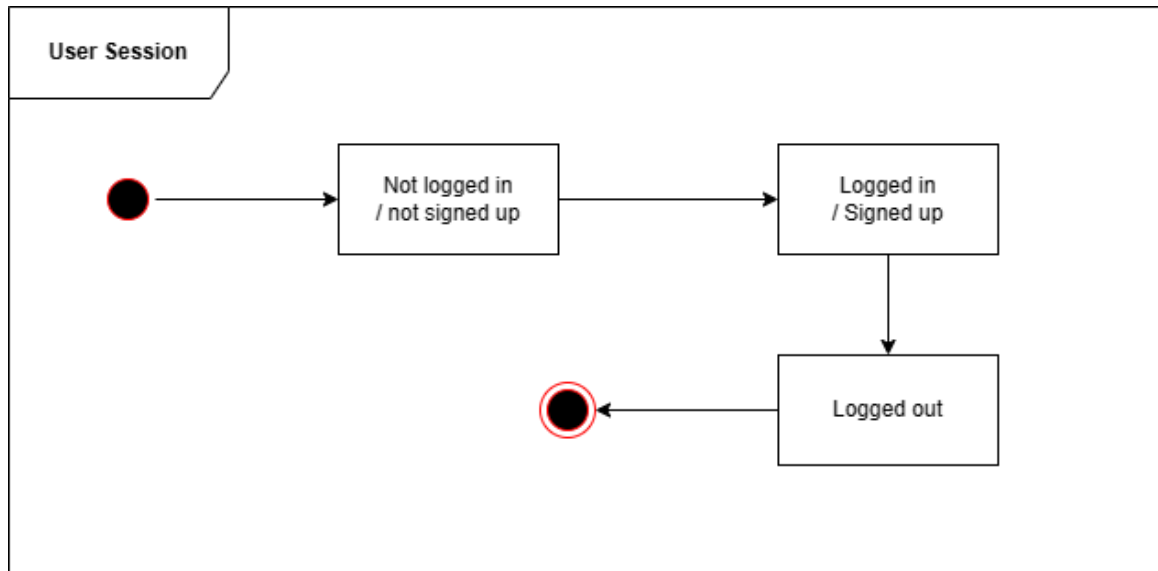 User Session
Not logged in
/ not signed up
Logged in
/ Signed up
Logged out